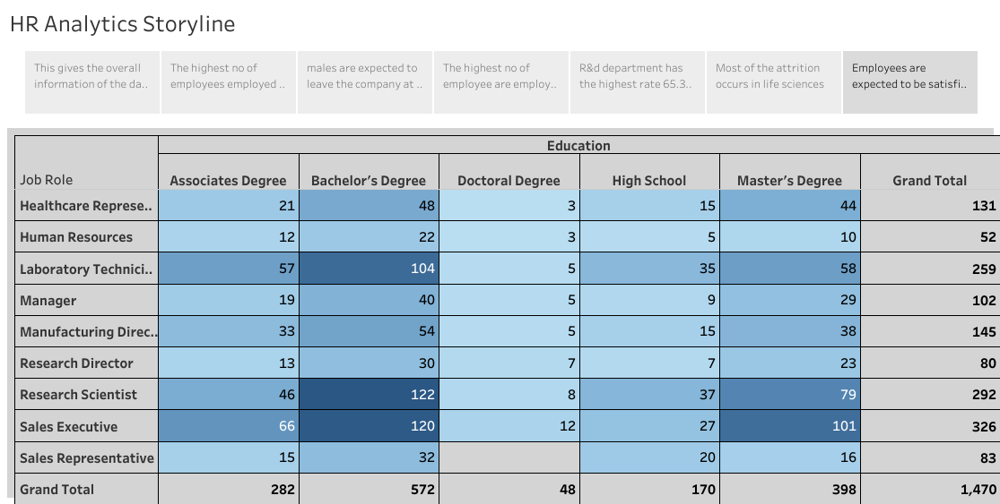 HR Analytics Storyline
This gives the overall
information of the da..
The highest no of
employees employed ..
males are expected to
leave the company at ..
The highest no of
employee are employ..
R&d department has
the highest rate 65.3..
Most of the attrition
occurs in life sciences
Employees are
expected to be satisfi..
Education
Job Role Associates Degree Bachelor’s Degree Doctoral Degree High School Master’s Degree Grand Total
Healthcare Represe.. 21 48 3 15 44 131
Human Resources 12 22 3 5 10 52
Laboratory Technici.. 57 104 5 35 58 259
Manager 19 40 5 9 29 102
Manufacturing Direc.. 33 54 5 15 38 145
Research Director 13 30 7 7 23 80
Research Scientist 46 122 8 37 79 292
Sales Executive 66 120 12 27 101 326
Sales Representative 15 32 20 16 83
Grand Total 282 572 48 170 398 1,470